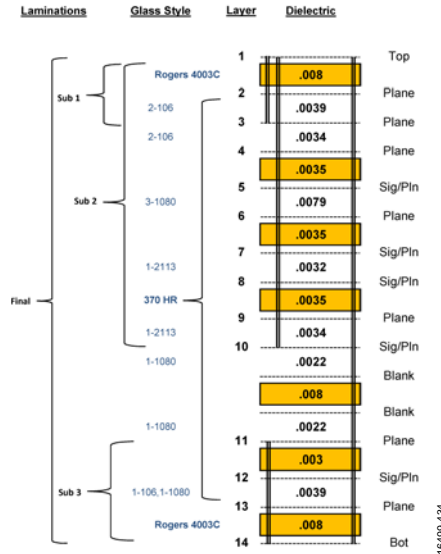 Laminations Glass Style Layer Dielectric
1 Top
Rogers 4003C .008
2 Plane
Sub 1
2-106 .0039
3 Plane
2-106 .0034
4 Plane
.0035
5 Sig/Pln
Sub 2 3-1080 .0079
6 Plane
.0035
7 Sig/Pln
1-2113 .0032
8 Sig/Pln
Final 370 HR .0035
9 Plane
1-2113 .0034
10 Sig/Pln
1-1080 .0022
Blank
.008
Blank
1-1080 .0022
11 Plane
.003
12 Sig/Pln
Sub 3 1-106,1-1080 .0039
13 Plane
Rogers 4003C .008
14 Bot
16499-134